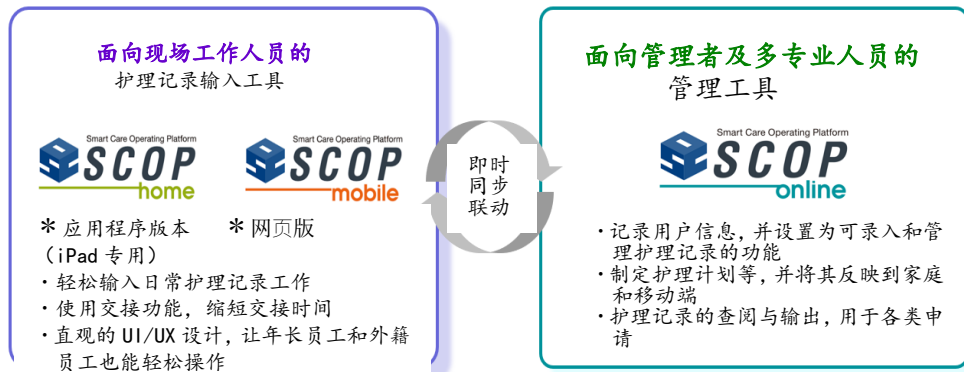 面向现场工作人员的
护理记录输入工具
Smart Care Operating Platform
SCOP
home
Smart Care Operating Platform
SCOP
mobile
＊应用程序版本
（iPad 专用）
＊网页版
・轻松输入日常护理记录工作
・使用交接功能，缩短交接时间
・直观的 UI/UX 设计，让年长员工和外籍
员工也能轻松操作
即时
同步
联动
面向管理者及多专业人员的
管理工具
Smart Care Operating Platform
SCOP
online
・记录用户信息，并设置为可录入和管
理护理记录的功能
・制定护理计划等，并将其反映到家庭
和移动端
・护理记录的查阅与输出，用于各类申
请